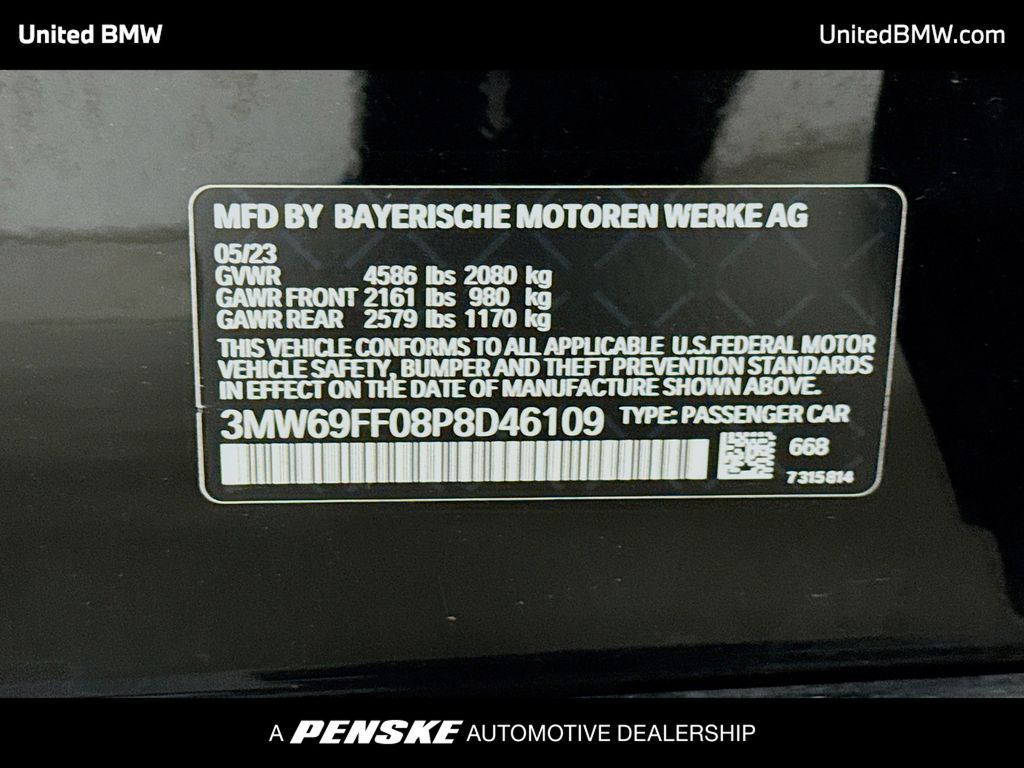 United BMW
UnitedBMW.com
MFD BY BAYERISCHE MOTOREN WERKE AG
05/23
GVWR 4586 lbs 2080 kg
GAWR FRONT 2161 lbs 980 kg
GAWR REAR 2579 lbs 1170 kg
THIS VEHICLE CONFORMS TO ALL APPLICABLE U.S.FEDERAL MOTOR
VEHICLE SAFETY, BUMPER AND THEFT PREVENTION STANDARDS
IN EFFECT ON THE DATE OF MANUFACTURE SHOWN ABOVE.
3MW69FF08P8D46109 TYPE: PASSENGER CAR
668
7315814
A PENSKE AUTOMOTIVE DEALERSHIP